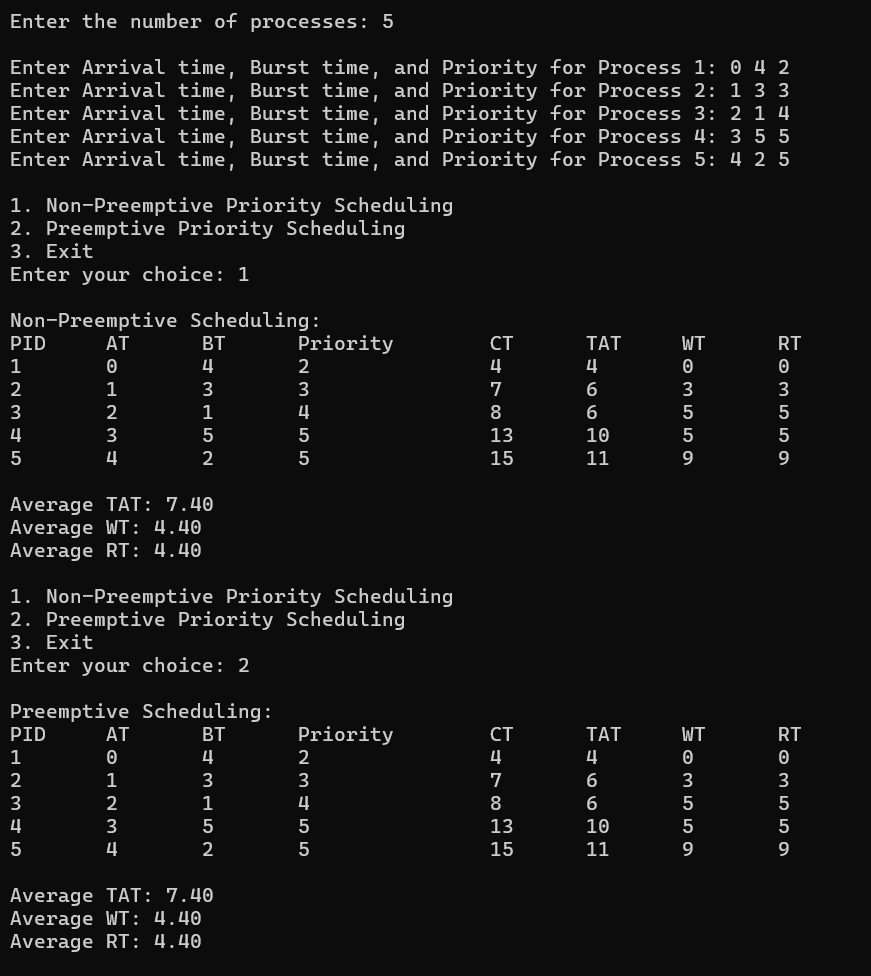 Enter the number of processes: 5
Enter Arrival time, Burst time, and Priority for Process 1: 0 4 2
Enter Arrival time, Burst time, and Priority for Process 2: 1 3 3
Enter Arrival time, Burst time, and Priority for Process 3: 2 1 4
Enter Arrival time, Burst time, and Priority for Process 4: 3 5 5
Enter Arrival time, Burst time, and Priority for Process 5: 4 2 5
1. Non-Preemptive Priority Scheduling
2. Preemptive Priority Scheduling
3. Exit
Enter your choice: 1
Non-Preemptive Scheduling:
PID AT BT Priority CT TAT WT RT
1 0 4 2 4 4 0 0
2 1 3 3 7 6 3 3
3 2 1 4 8 6 5 5
4 3 5 5 13 10 5 5
5 4 2 5 15 11 9 9
Average TAT: 7.40
Average WT: 4.40
Average RT: 4.40
1. Non-Preemptive Priority Scheduling
2. Preemptive Priority Scheduling
3. Exit
Enter your choice: 2
Preemptive Scheduling:
PID AT BT Priority CT TAT WT RT
1 0 4 2 4 4 0 0
2 1 3 3 7 6 3 3
3 2 1 4 8 6 5 5
4 3 5 5 13 10 5 5
5 4 2 5 15 11 9 9
Average TAT: 7.40
Average WT: 4.40
Average RT: 4.40